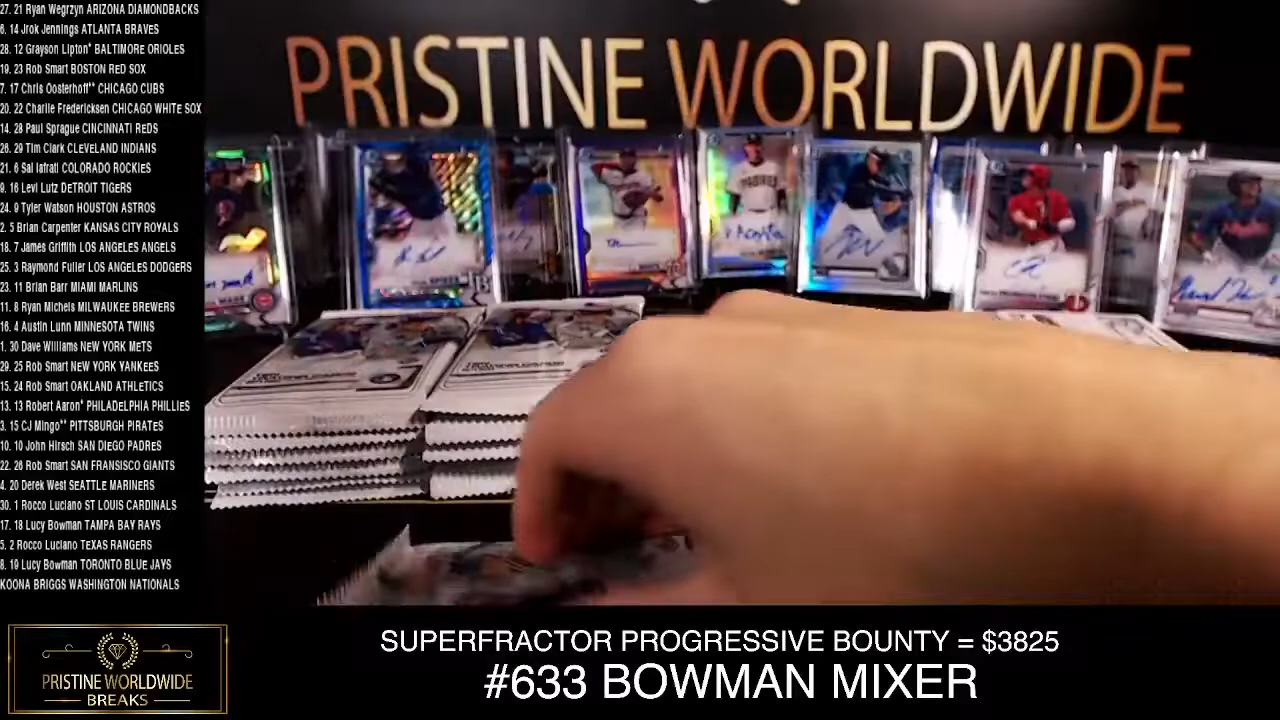 27. 21 Ryan Wegrzyn ARIZONA DIAMONDBACKS
6. 14 Jrok Jennings ATLANTA BRAVES
28. 12 Grayson Lipton* BALTIMORE ORIOLES
19. 23 Rob Smart BOSTON RED SOX
7. 17 Chris Oosterhoff** CHICAGO CUBS
20. 22 Charlie Fredericksen CHICAGO WHITE SOX
14. 28 Paul Sprague CINCINNATI REDS
26. 29 Tim Clark CLEVELAND INDIANS
21. 6 Sal Iafrati COLORADO ROCKIES
9. 16 Levi Lutz DETROIT TIGERS
24. 9 Tyler Watson HOUSTON ASTROS
2. 5 Brian Carpenter KANSAS CITY ROYALS
18. 7 James Griffith LOS ANGELES ANGELS
25. 3 Raymond Fuller LOS ANGELES DODGERS
23. 11 Brian Barr MIAMI MARLINS
11. 8 Ryan Michels MILWAUKEE BREWERS
16. 4 Austin Lunn MINNESOTA TWINS
1. 30 Dave Williams NEW YORK METS
29. 25 Rob Smart NEW YORK YANKEES
15. 24 Rob Smart OAKLAND ATHLETICS
13. 13 Robert Aaron* PHILADELPHIA PHILLIES
3. 15 CJ Mingo** PITTSBURGH PIRATES
10. 10 John Hirsch SAN DIEGO PADRES
22. 26 Rob Smart SAN FRANSISCO GIANTS
4. 20 Derek West SEATTLE MARINERS
30. 1 Rocco Luciano ST LOUIS CARDINALS
17. 18 Lucy Bowman TAMPA BAY RAYS
5. 2 Rocco Luciano TEXAS RANGERS
8. 19 Lucy Bowman TORONTO BLUE JAYS
KOONA BRIGGS WASHINGTON NATIONALS
PRISTINE WORLDWIDE
PADRES
PRISTINE WORLDWIDE
BREAKS
SUPERFRACTOR PROGRESSIVE BOUNTY = $3825
#633 BOWMAN MIXER